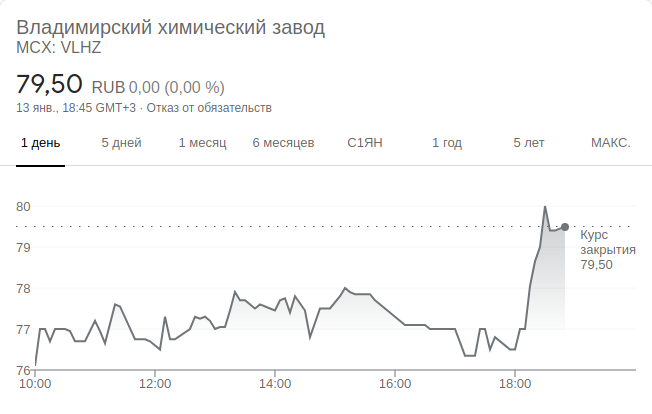 Владимирский химический завод
MCX: VLHZ
79,50 RUB 0,00 (0,00 %)
13 янв., 18:45 GMT+3 · Отказ от обязательств
1 день 5 дней 1 месяц 6 месяцев С1ЯН 1 год 5 лет МАКС.
80
79
78
77
76
Курс
закрытия
79,50
10:00 12:00 14:00 16:00 18:00